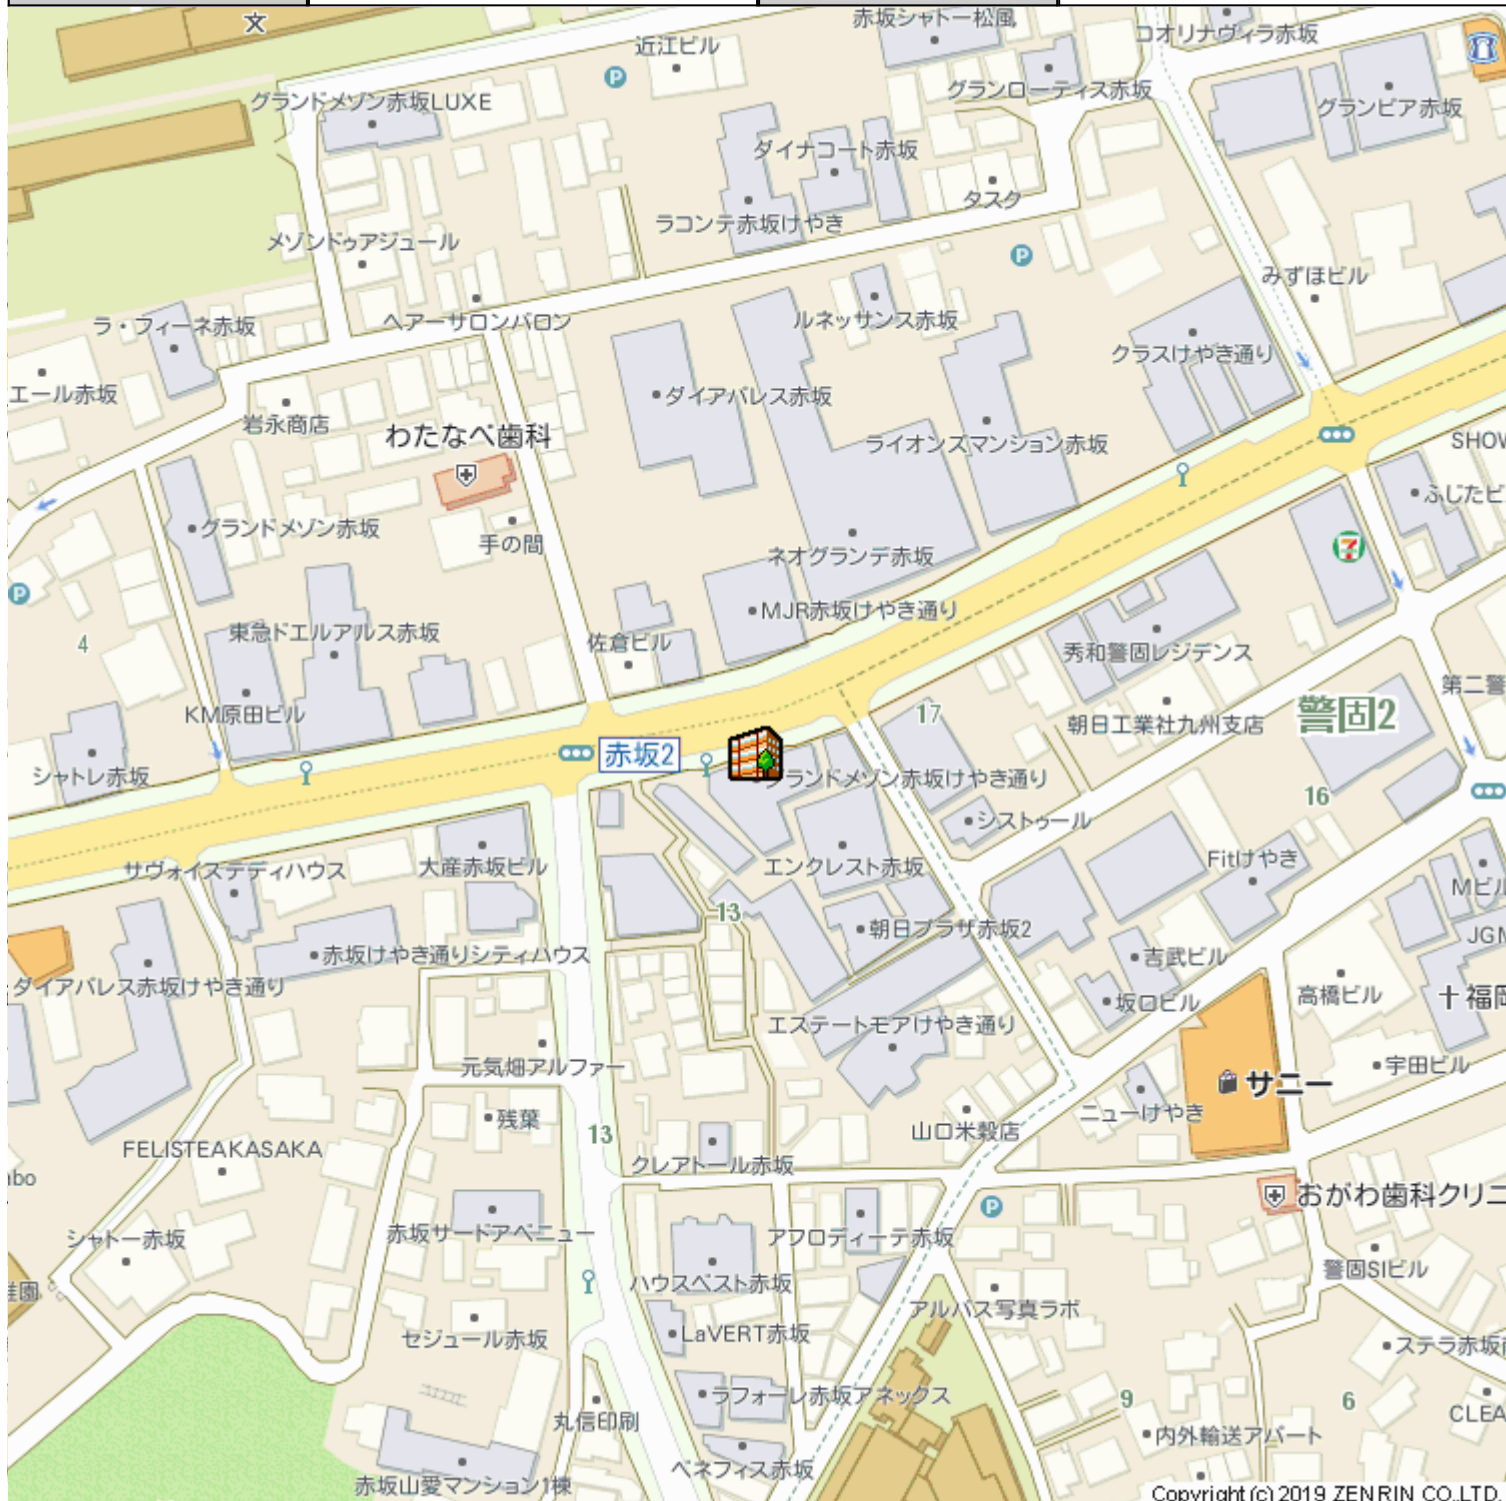 文
赤坂シャトー松風
コオリナヴィラ赤坂
近江ビル
P
グランドメゾン赤坂LUXE
グランローティス赤坂
グランピア赤坂
ダイナコート赤坂
タスク
ラコンテ赤坂けやき
メゾンドゥアジュール
P
みずほビル
ラ・フィーネ赤坂
ヘアーサロンバロン
ルネッサンス赤坂
クラスけやき通り
エール赤坂
ダイアパレス赤坂
岩永商店
わたなべ歯科
ライオンズマンション赤坂
SHOW
ふじたビ
グランドメゾン赤坂
手の間
ネオグランデ赤坂
7
P
MJR赤坂けやき通り
4
東急ドエルアルス赤坂
佐倉ビル
秀和警固レジデンス
第二警
KM原田ビル
17
朝日工業社九州支店
警固2
赤坂2
シャトレ赤坂
グランドメゾン赤坂けやき通り
16
シストゥール
サヴォイステディハウス
大産赤坂ビル
エンクレスト赤坂
Fitけやき
Mビル
13
朝日プラザ赤坂2
JGM
赤坂けやき通りシティハウス
吉武ビル
ダイアパレス赤坂けやき通り
坂口ビル
高橋ビル
福岡
エステートモアけやき通り
元気畑アルファー
サニー
宇田ビル
残葉
13
山口米穀店
ニューけやき
FELISTEAKASAKA
クレアトール赤坂
abo
おがわ歯科クリニ
P
赤坂サードアベニュー
アフロディーテ赤坂
シャトー赤坂
警固SIビル
稚園
ハウスベスト赤坂
アルバス写真ラボ
セジュール赤坂
LaVERT赤坂
ステラ赤坂
ラフォーレ赤坂アネックス
9
6
CLEA
丸信印刷
内外輸送アパート
ベネフィス赤坂
赤坂山愛マンション1棟
Copyright (c) 2019 ZENRIN CO.,LTD